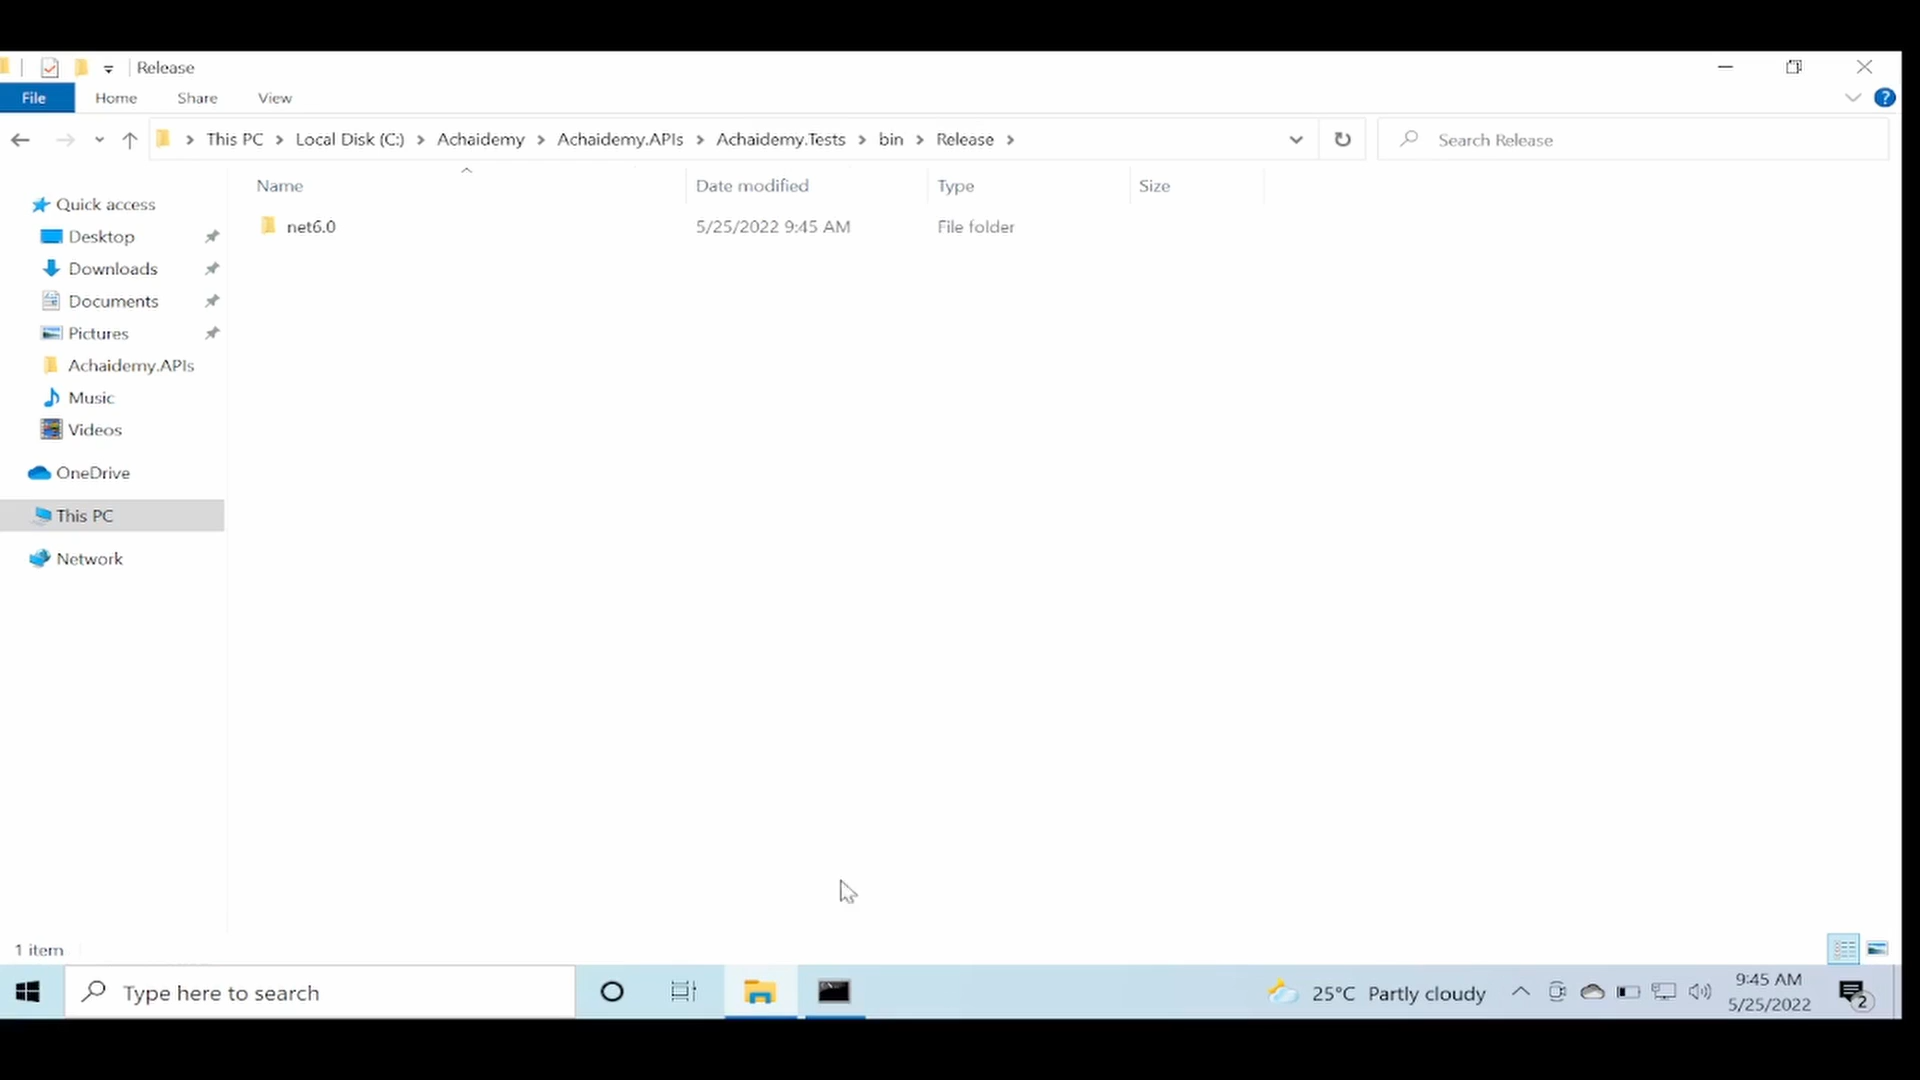 Release
File Home Share View
This PC Local Disk (C:) Achaidemy Achaidemy.APIs Achaidemy.Tests bin Release
Search Release
Name Date modified Type Size
net6.0 5/25/2022 9:45 AM File folder
Quick access
Desktop
Downloads
Documents
Pictures
Achaidemy.APIs
Music
Videos
OneDrive
This PC
Network
1 item
Type here to search
25°C Partly cloudy
9:45 AM
5/25/2022
2